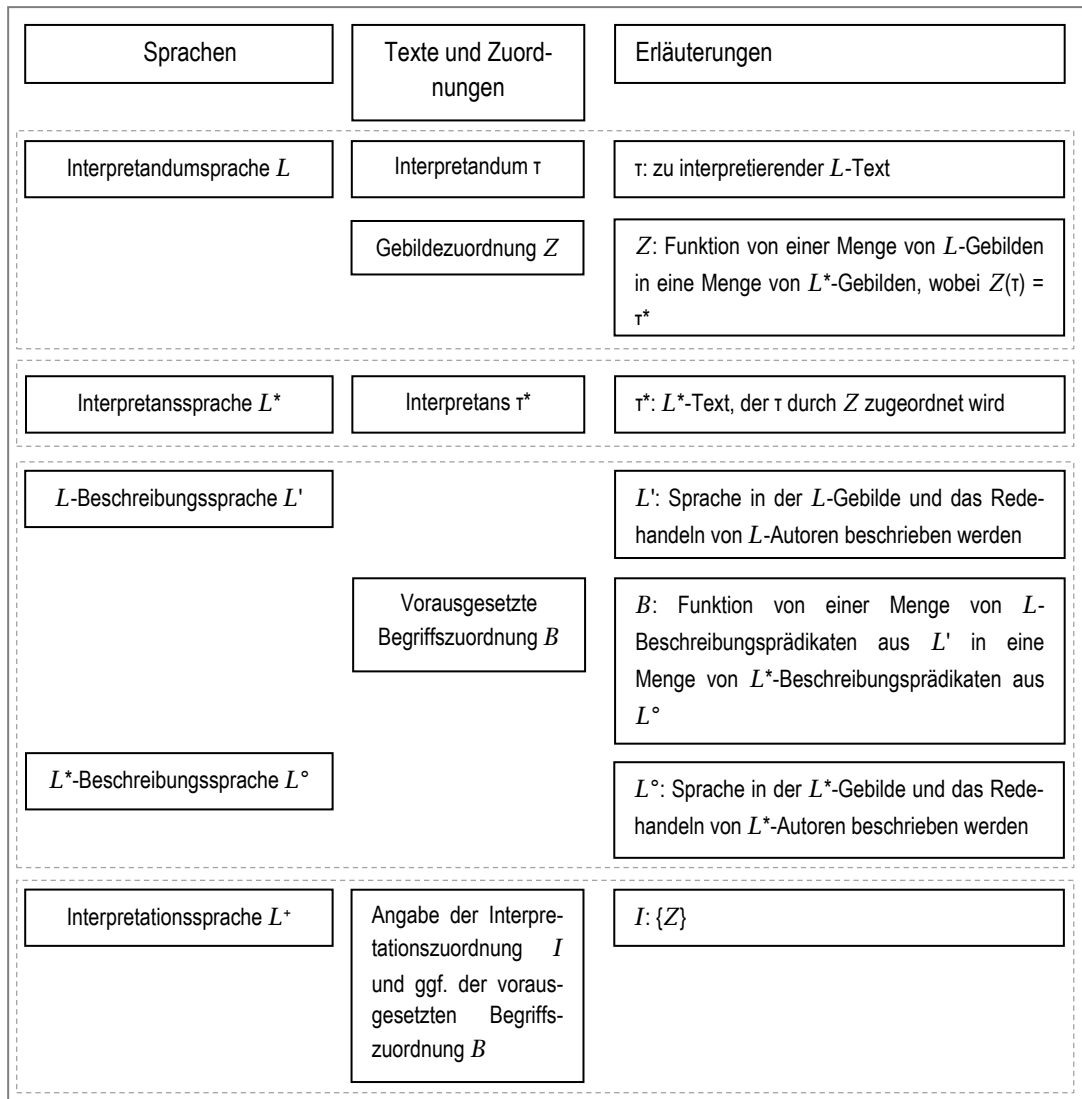 Sprachen
Texte und Zuord-
nungen
Erläuterungen
Interpretandumsprache L
Interpretandum τ
τ: zu interpretierender L-Text
Gebildezuordnung Z
Z: Funktion von einer Menge von L-Gebilden
in eine Menge von L*-Gebilden, wobei Z(τ) =
τ*
Interpretanssprache L*
Interpretans τ*
τ*: L*-Text, der τ durch Z zugeordnet wird
L-Beschreibungssprache L'
L': Sprache in der L-Gebilde und das Rede-
handeln von L-Autoren beschrieben werden
Vorausgesetzte
Begriffszuordnung B
B: Funktion von einer Menge von L-
Beschreibungsprädikaten aus L' in eine
Menge von L*-Beschreibungsprädikaten aus
L°
L*-Beschreibungssprache L°
L°: Sprache in der L*-Gebilde und das Rede-
handeln von L*-Autoren beschrieben werden
Interpretationssprache L⁺
Angabe der Interpre-
tationszuordnung I
und ggf. der voraus-
gesetzten Begriffs-
zuordnung B
I: {Z}